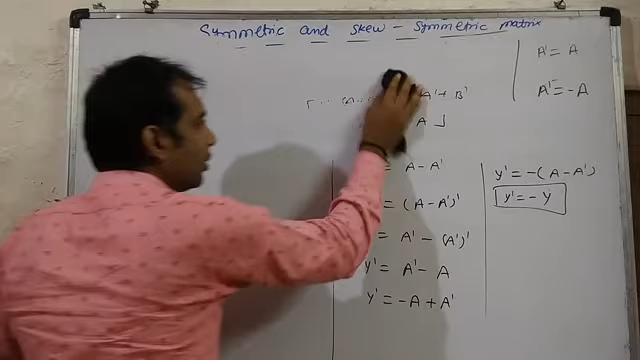 Symmetric and Skew - Symmetric matrix
A' = A
A' = -A
A' + B'
A ]
= A - A'
= (A - A')'
= A' - (A')'
Y' = A' - A
Y' = -A + A'
Y' = -(A - A')
Y' = - Y